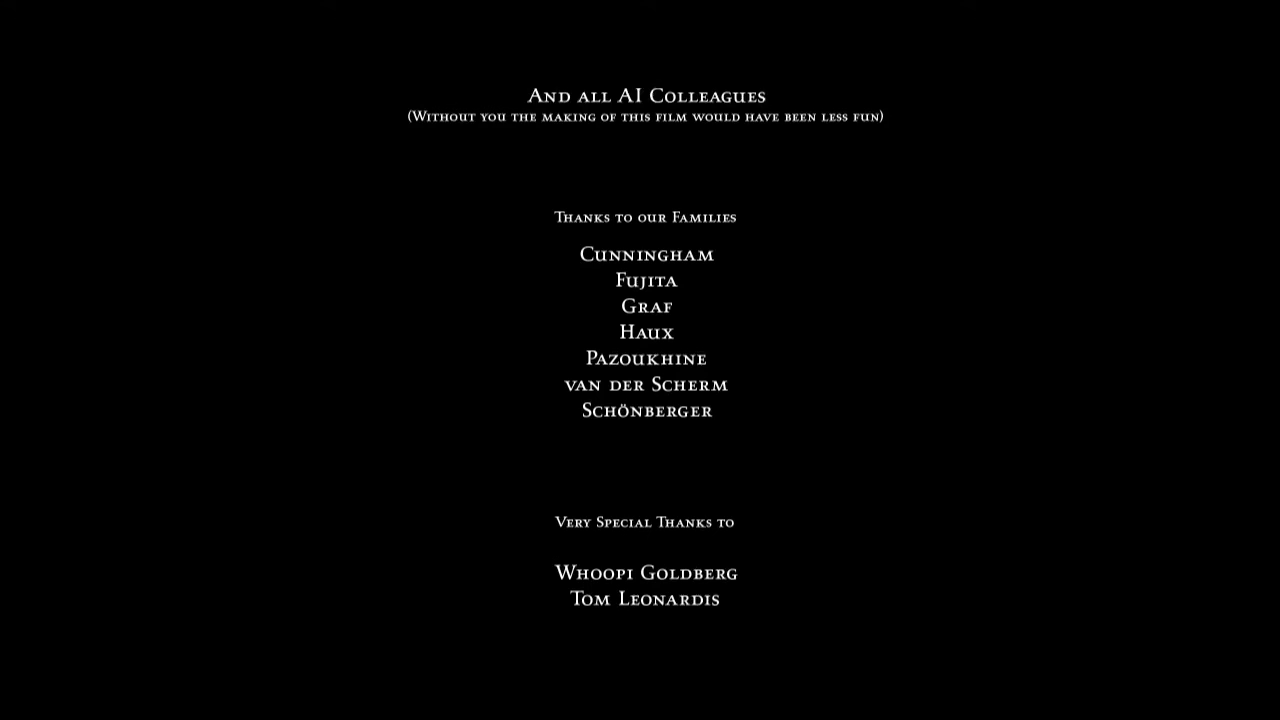 And all AI Colleagues
(Without you the making of this film would have been less fun)
Thanks to our Families
Cunningham
Fujita
Graf
Haux
Pazoukhine
van der Scherm
Schönberger
Very Special Thanks to
Whoopi Goldberg
Tom Leonardis